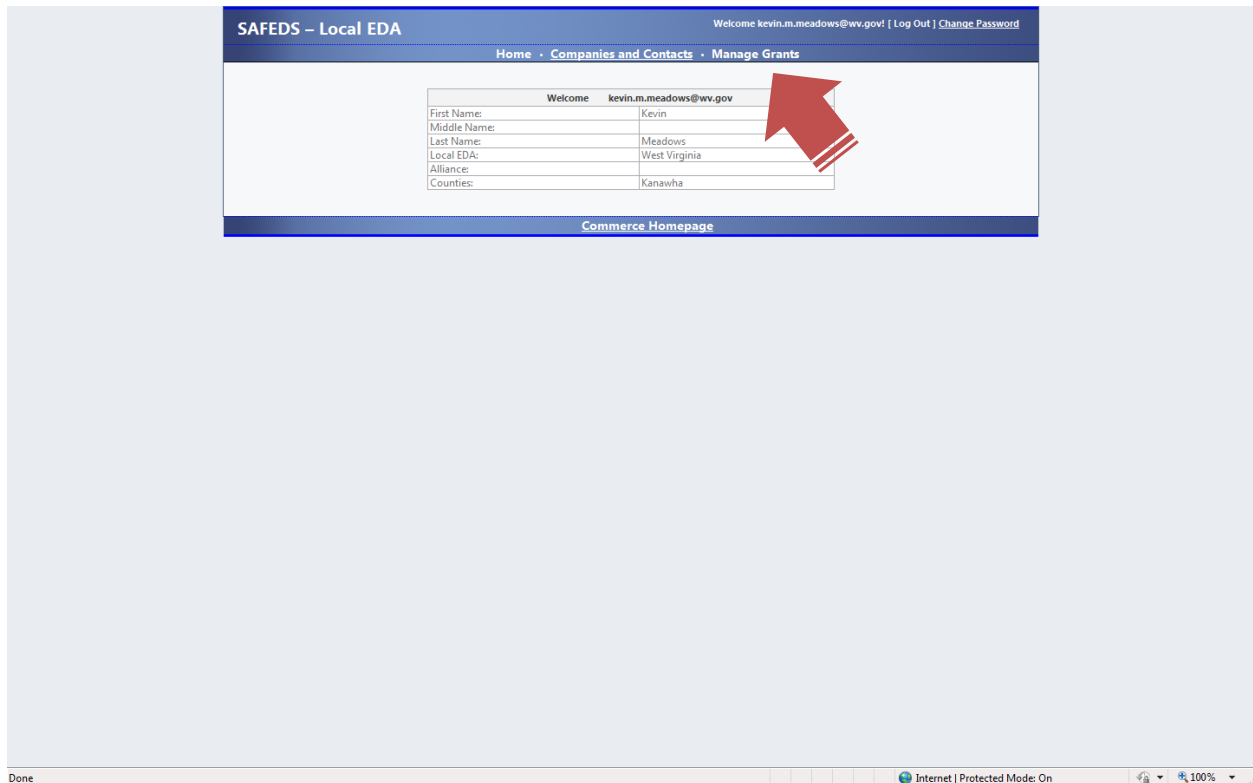 SAFEDS – Local EDA
Welcome kevin.m.meadows@wv.gov! [ Log Out ] Change Password
Home · Companies and Contacts · Manage Grants
Welcome kevin.m.meadows@wv.gov
First Name: Kevin
Middle Name:
Last Name: Meadows
Local EDA: West Virginia
Alliance:
Counties: Kanawha
Commerce Homepage
Done
Internet | Protected Mode: On
100%